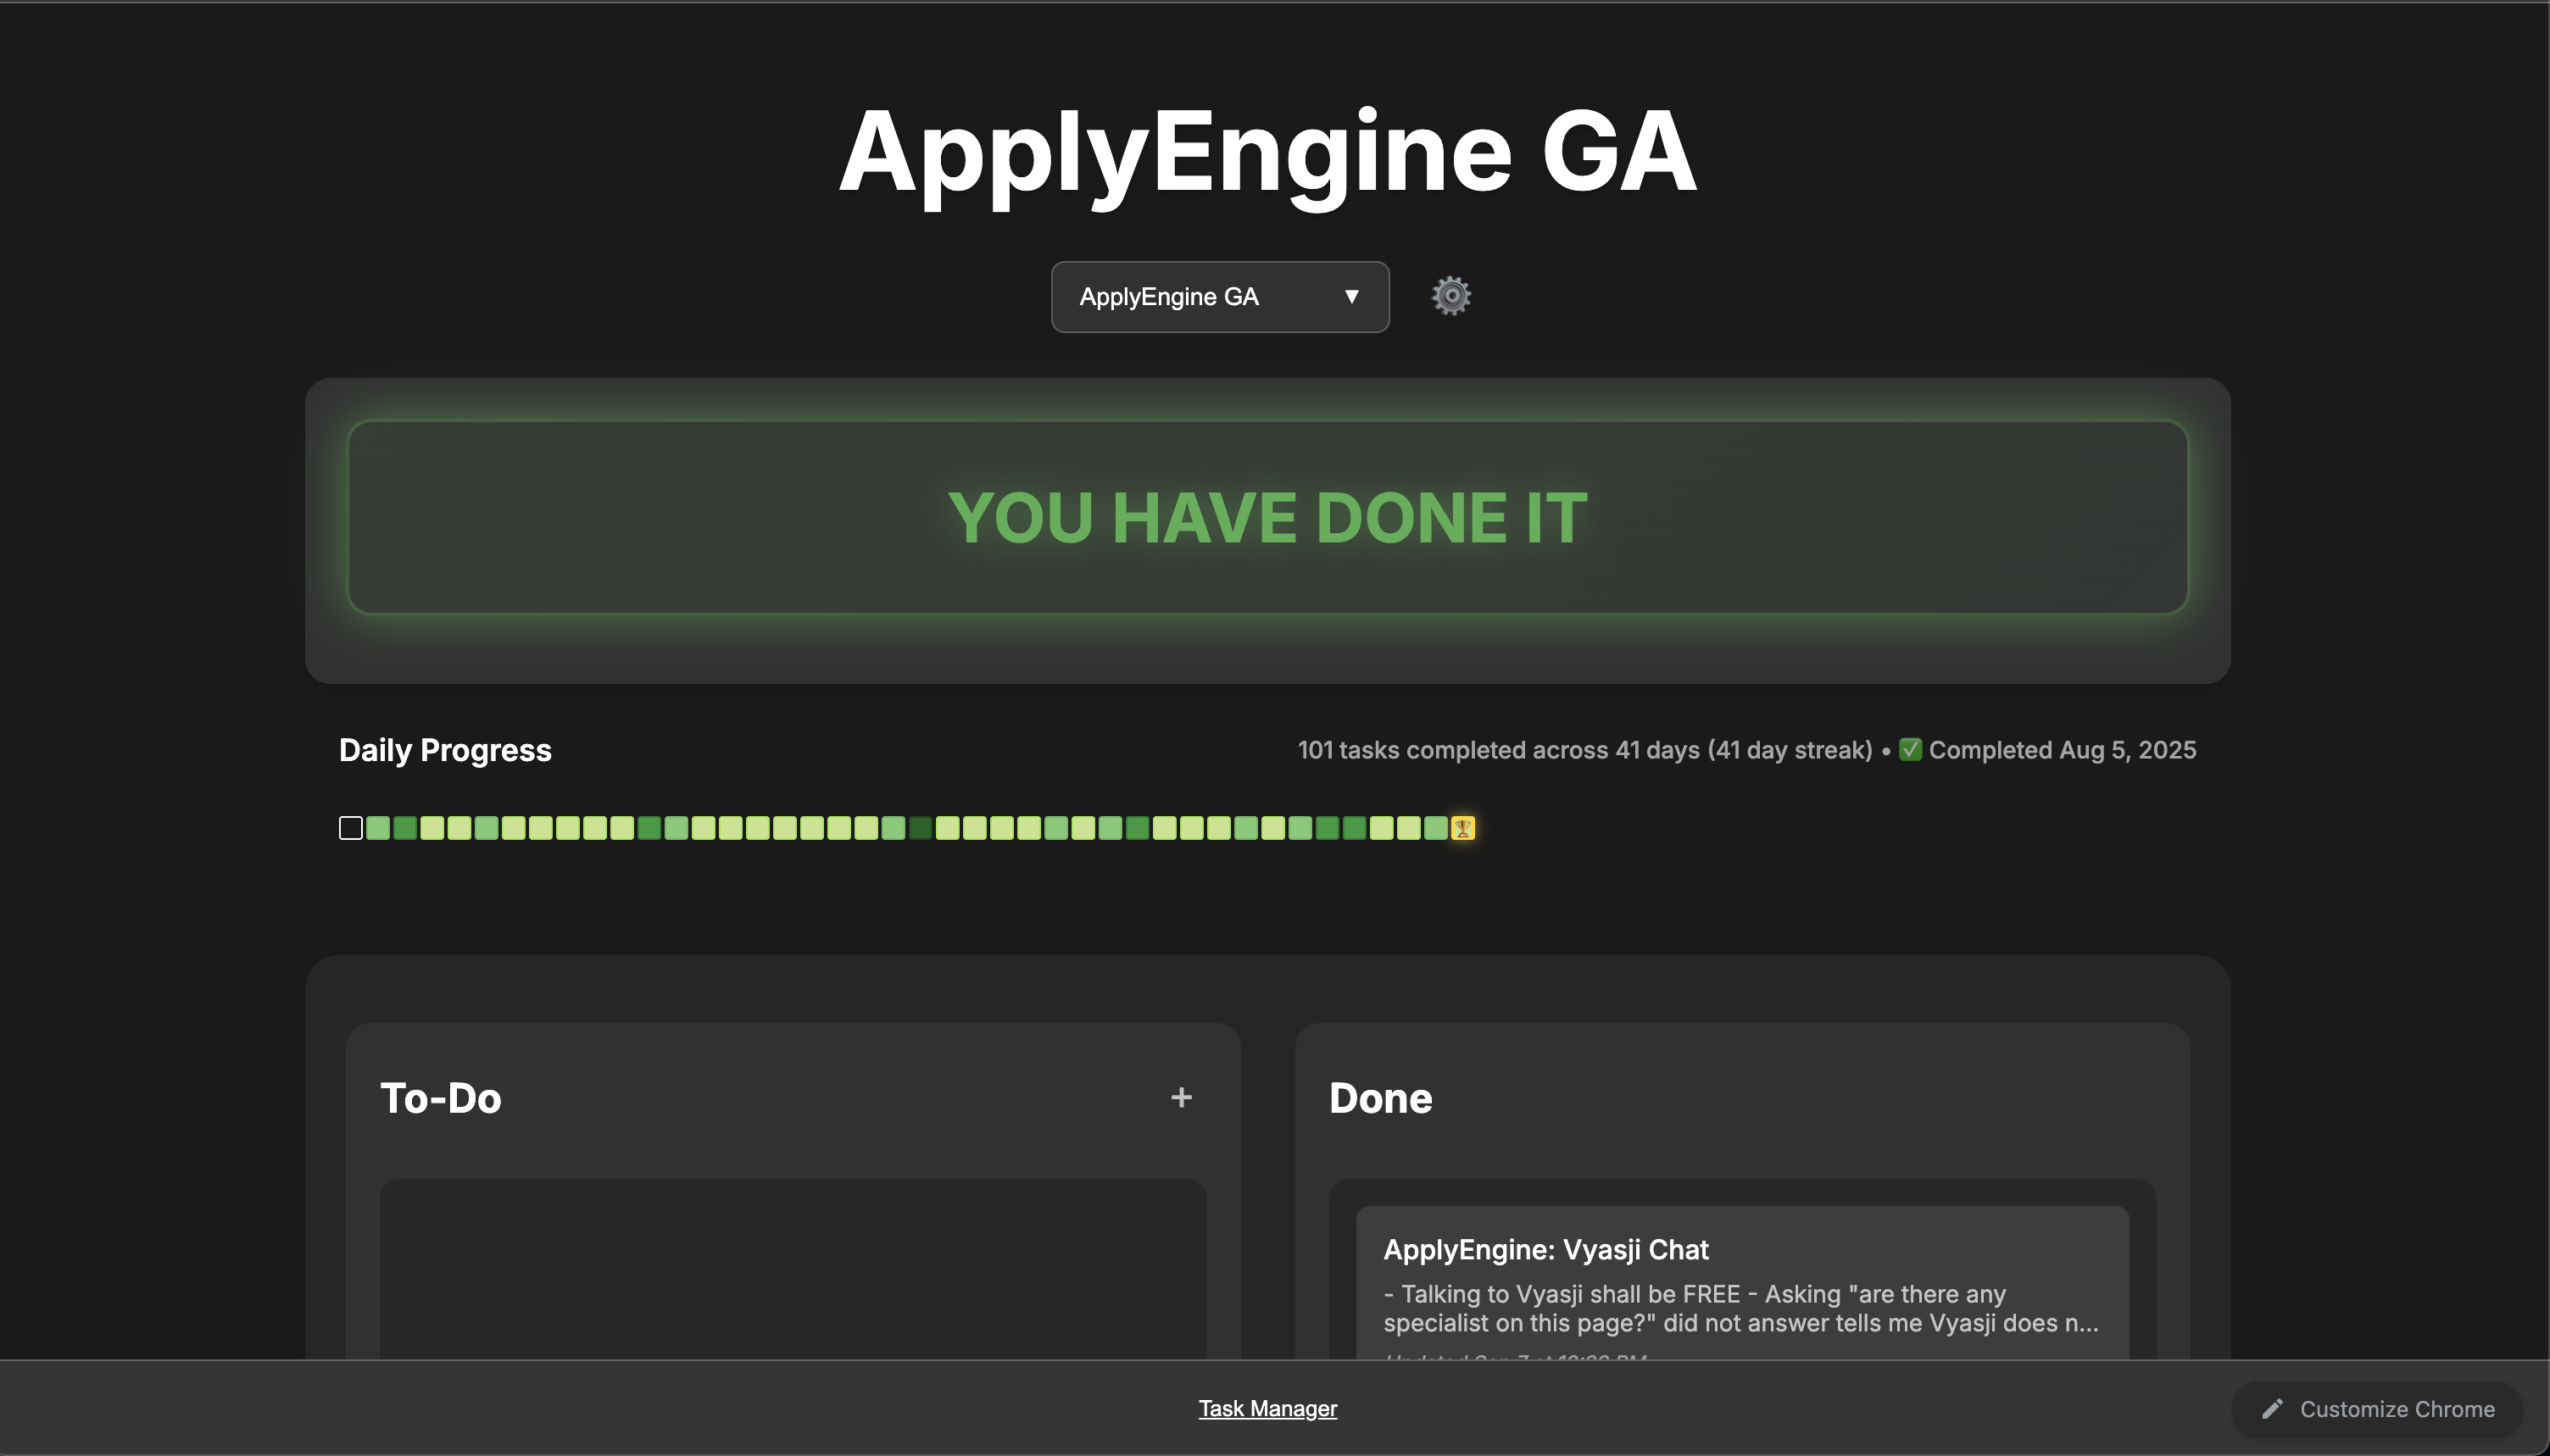 ApplyEngine GA
ApplyEngine GA ▼
YOU HAVE DONE IT
Daily Progress
101 tasks completed across 41 days (41 day streak) • ✅ Completed Aug 5, 2025
To-Do
+
Done
ApplyEngine: Vyasji Chat
- Talking to Vyasji shall be FREE - Asking "are there any
specialist on this page?" did not answer tells me Vyasji does n...
Task Manager
Customize Chrome